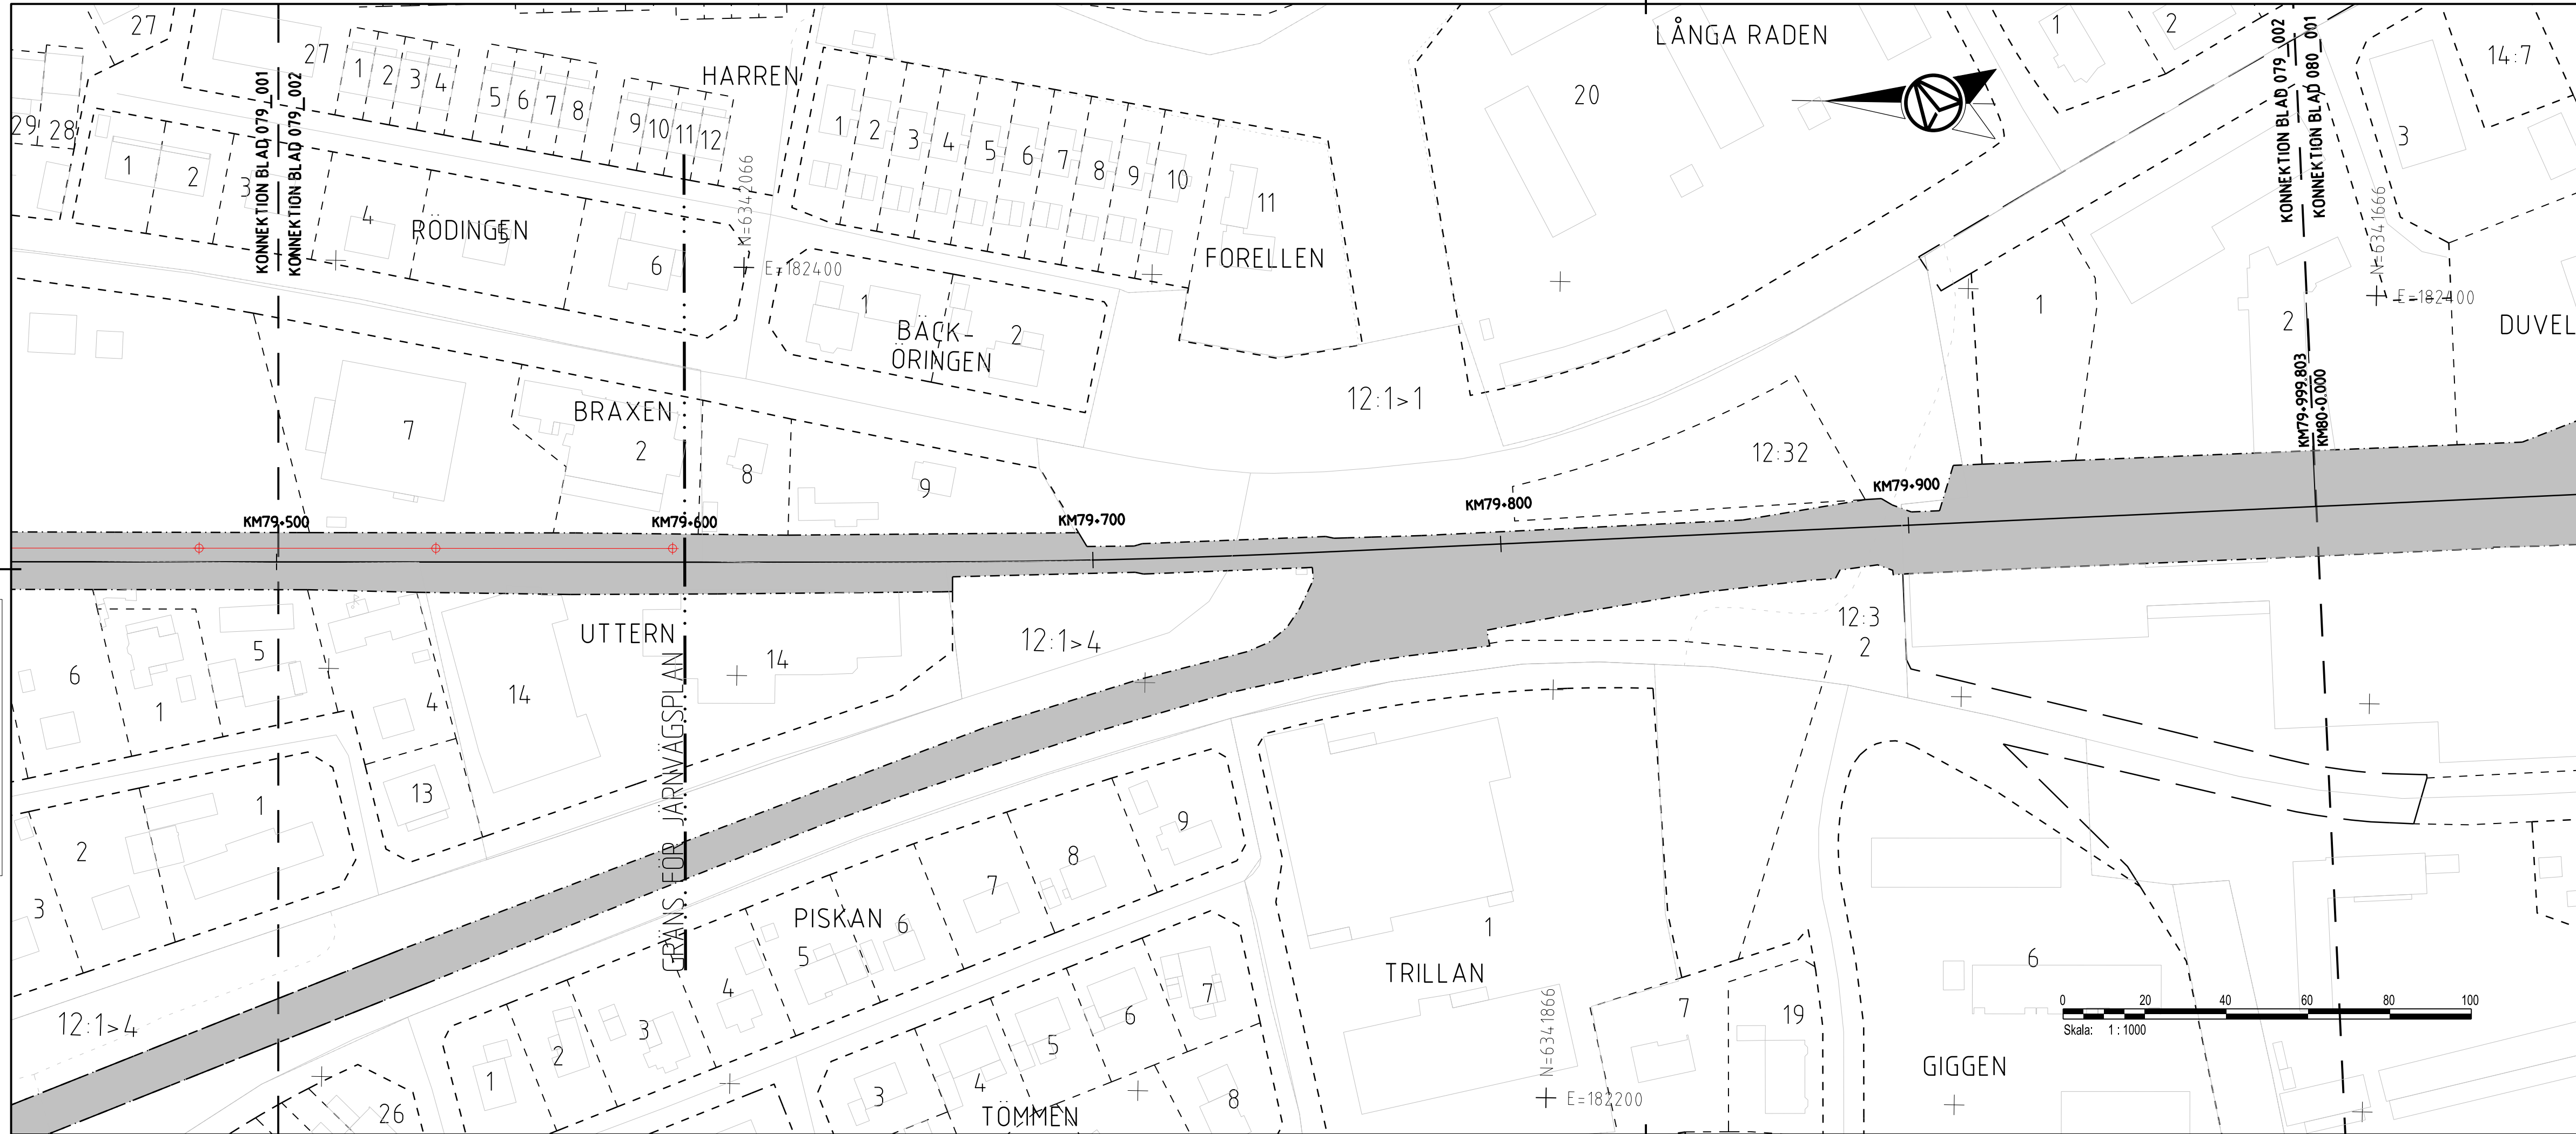 27
27
1
2
3
4
5
6
7
8
9
10
11
12
HARREN
LÅNGA RADEN
20
1
2
14:7
3
29
28
KONNEKTION BLAD 079_001
KONNEKTION BLAD 079_002
KONNEKTION BLAD 079_002
KONNEKTION BLAD 080_001
1
2
3
4
RÖDINGEN
5
6
N=6342066
E=182400
1
2
3
4
5
6
7
8
9
10
11
FORELLEN
1
BÄCK-
ÖRINGEN
2
12:1>1
12:32
1
2
N=6341666
E=182400
DUVEL
KM79+999.803
KM80+0.000
7
BRAXEN
2
8
9
KM79+500
KM79+600
KM79+700
KM79+800
KM79+900
6
1
5
4
14
UTTERN
14
12:1>4
12:3
2
GRÄNS FÖR JÄRNVÄGSPLAN
13
1
2
3
12:1>4
PISKAN
1
2
3
4
5
6
7
8
9
TRILLAN
1
7
19
6
GIGGEN
N=6341866
E=182200
TÖMMEN
3
4
5
6
7
8
26
0 20 40 60 80 100
Skala: 1 : 1000